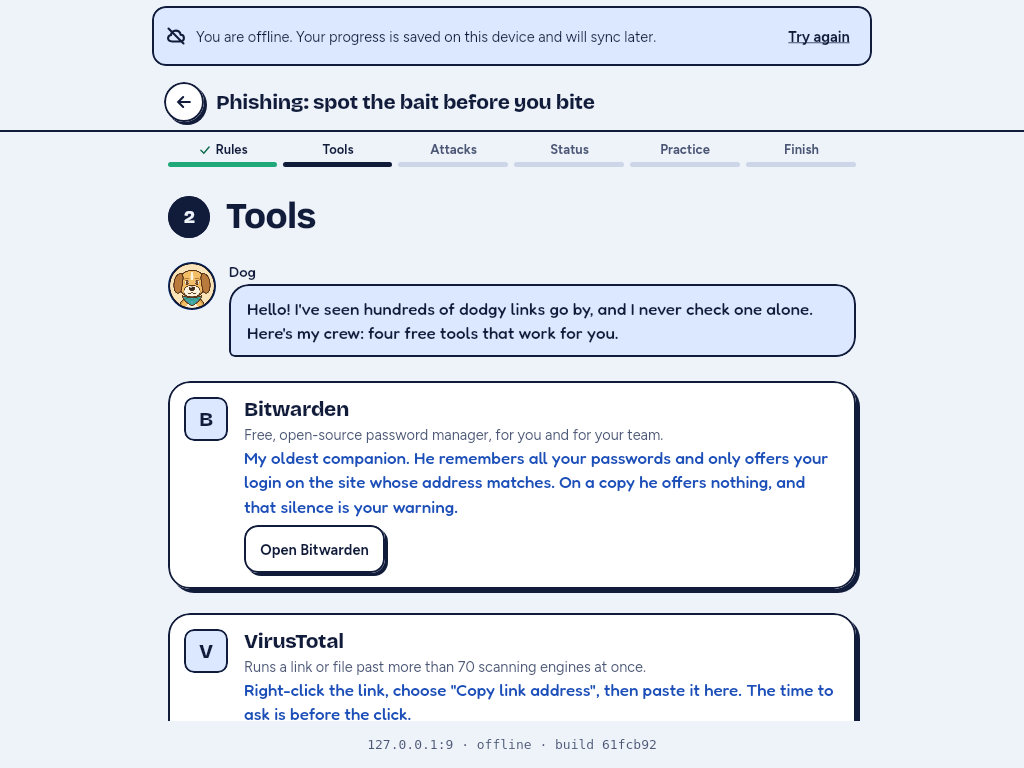 You are offline. Your progress is saved on this device and will sync later.
Try again
Phishing: spot the bait before you bite
Rules
Tools
Attacks
Status
Practice
Finish
2
Tools
Dog
Hello! I've seen hundreds of dodgy links go by, and I never check one alone.
Here's my crew: four free tools that work for you.
B
Bitwarden
Free, open-source password manager, for you and for your team.
My oldest companion. He remembers all your passwords and only offers your
login on the site whose address matches. On a copy he offers nothing, and
that silence is your warning.
Open Bitwarden
V
VirusTotal
Runs a link or file past more than 70 scanning engines at once.
Right-click the link, choose "Copy link address", then paste it here. The time to
ask is before the click.
127.0.0.1:9 · offline · build 61fcb92